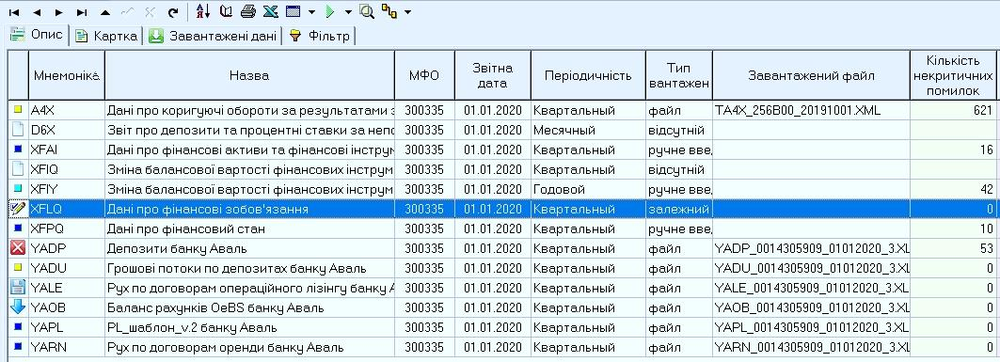 Опис Картка Завантажені дані Фільтр
Мнемоніка Назва МФО Звітна дата Періодичність Тип вантажен Завантажений файл Кількість некритичних помилок
A4X Дані про коригуючі обороти за результатами з 300335 01.01.2020 Квартальный файл TA4X_256B00_20191001.XML 621
D6X Звіт про депозити та процентні ставки за непо 300335 01.01.2020 Месячный відсутній
XFAI Дані про фінансові активи та фінансові інструм 300335 01.01.2020 Квартальный ручне вве, 16
XFIQ Зміна балансової вартості фінансових інструм 300335 01.01.2020 Квартальный відсутній
XFIY Зміна балансової вартості фінансових інструм 300335 01.01.2020 Годовой ручне вве, 42
XFLQ Дані про фінансові зобов'язання 300335 01.01.2020 Квартальный залежний 0
XFPQ Дані про фінансовий стан 300335 01.01.2020 Квартальный ручне вве, 10
YADP Депозити банку Аваль 300335 01.01.2020 Квартальный файл YADP_0014305909_01012020_3.XL 53
YADU Грошові потоки по депозитах банку Аваль 300335 01.01.2020 Квартальный файл YADU_0014305909_01012020_3.XL 0
YALE Рух по договорам операційного лізінгу банку А 300335 01.01.2020 Квартальный файл YALE_0014305909_01012020_3.XL 0
YAOB Баланс рахунків OeBS банку Аваль 300335 01.01.2020 Квартальный файл YAOB_0014305909_01012020_3.XL 0
YAPL PL_шаблон_v.2 банку Аваль 300335 01.01.2020 Квартальный файл YAPL_0014305909_01012020_3.XL 0
YARN Рух по договорам оренди банку Аваль 300335 01.01.2020 Квартальный файл YARN_0014305909_01012020_3.XL 0